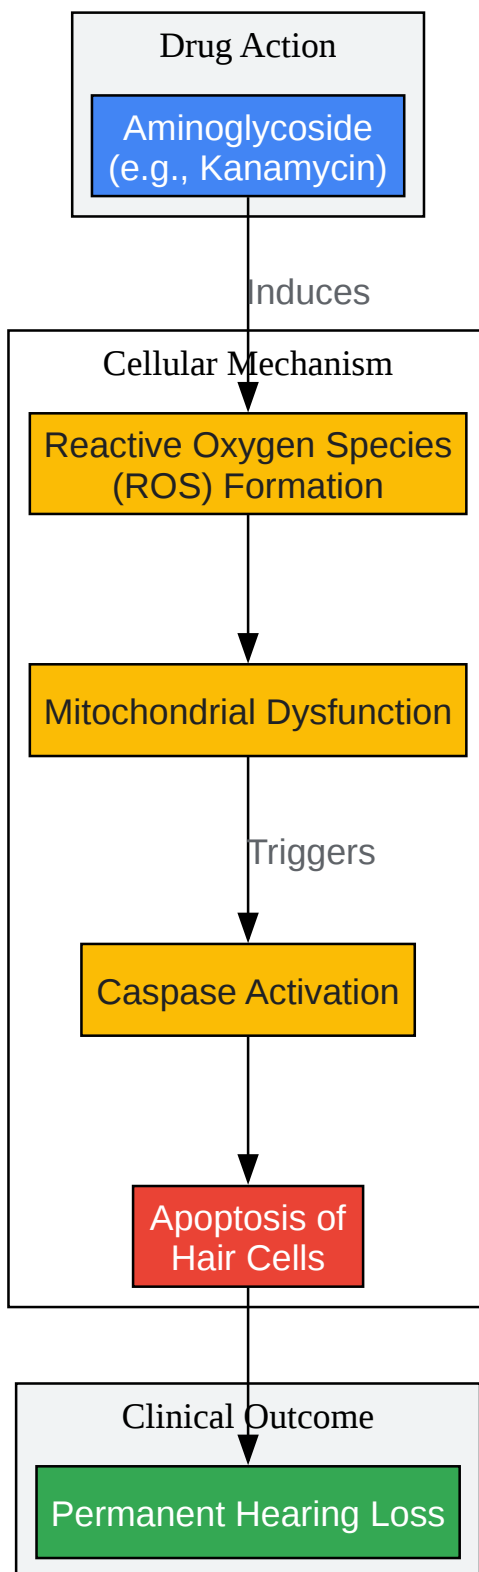 Drug Action
Aminoglycoside
(e.g., Kanamycin)
Induces
Cellular Mechanism
Reactive Oxygen Species
(ROS) Formation
Mitochondrial Dysfunction
Triggers
Caspase Activation
Apoptosis of
Hair Cells
Clinical Outcome
Permanent Hearing Loss